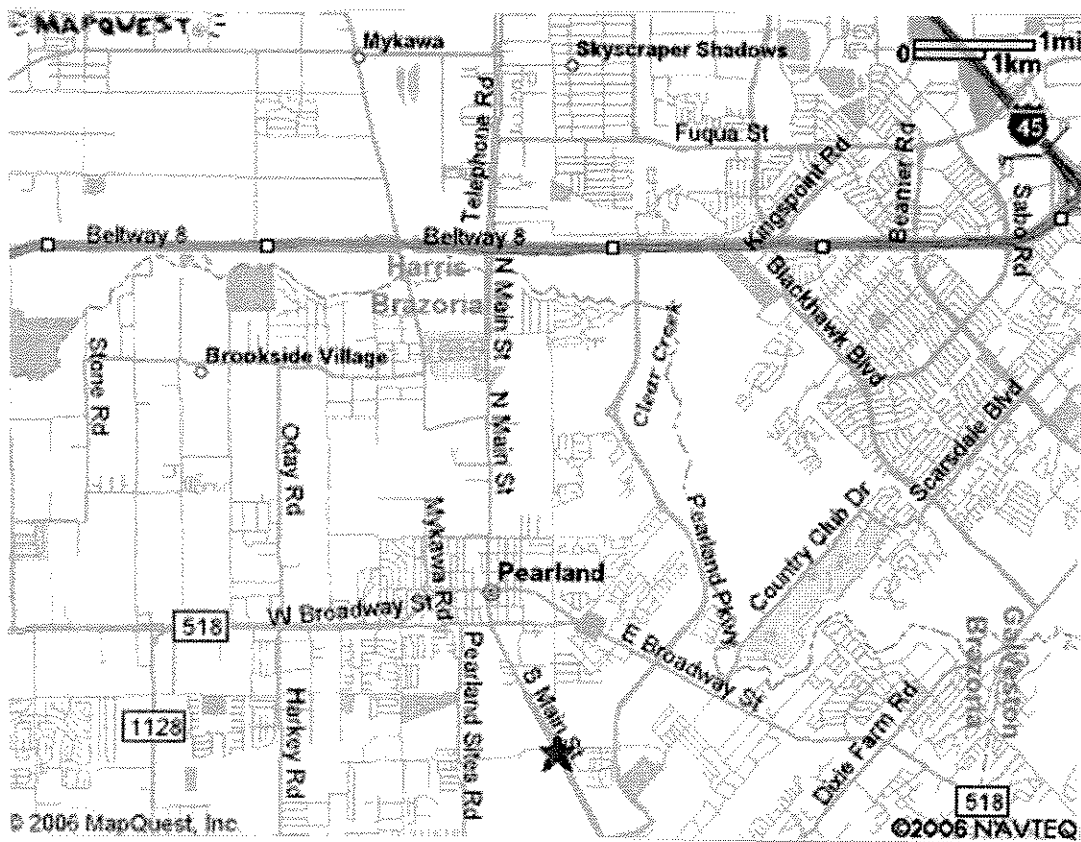 MAPQUEST
Mykawa
Skyscraper Shadows
0
1mi
1km
Telephone Rd
Fuqua St
45
Kingspoint Rd
Beamer Rd
Sabo Rd
Beltway 8
Beltway 8
Harris
Brazoria
N Main St
Blackhawk Blvd
Clear Creek
Stone Rd
Brookside Village
Oday Rd
N Main St
Scarsdale Blvd
Mykawa Rd
Pearland Pkwy
Country Club Dr
Pearland
518
W Broadway St
E Broadway St
Galveston
Brazoria
Pearland Sites Rd
S Main St
1128
Harkey Rd
Dixie Farm Rd
518
© 2006 MapQuest, Inc
©2006 NAVTEQ